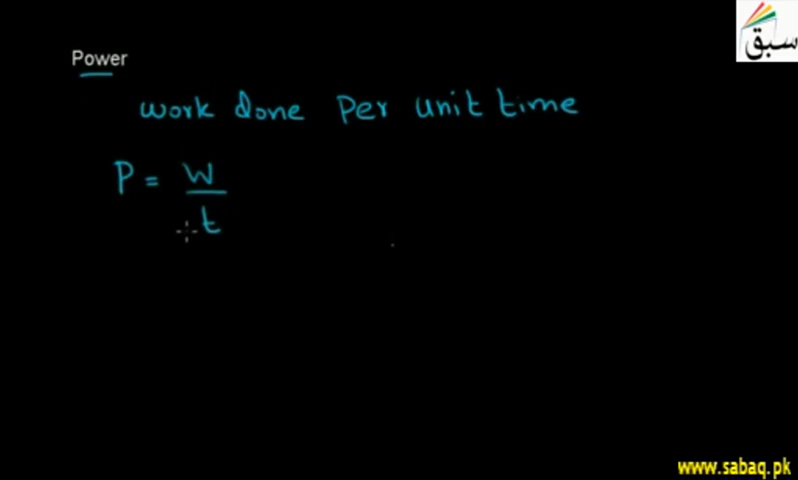 سبق
Power
work done per unit time
P = W
t
www.sabaq.pk